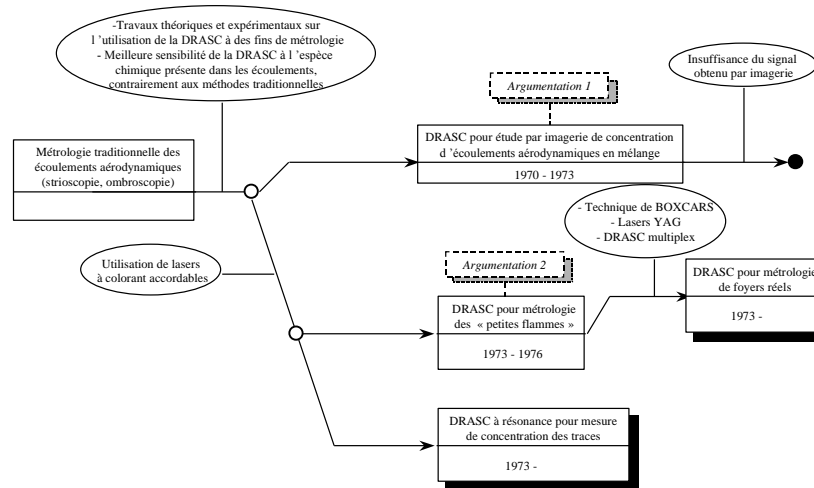 -Travaux théoriques et expérimentaux sur
l 'utilisation de la DRASC à des fins de métrologie
- Meilleure sensibilité de la DRASC à l 'espèce
chimique présente dans les écoulements,
contrairement aux méthodes traditionnelles
Insuffisance du signal
obtenu par imagerie
Argumentation 1
Métrologie traditionnelle des
écoulements aérodynamiques
(strioscopie, ombroscopie)
DRASC pour étude par imagerie de concentration
d 'écoulements aérodynamiques en mélange
1970 - 1973
- Technique de BOXCARS
- Lasers YAG
- DRASC multiplex
Utilisation de lasers
à colorant accordables
Argumentation 2
DRASC pour métrologie
de foyers réels
1973 -
DRASC pour métrologie
des « petites flammes »
1973 - 1976
DRASC à résonance pour mesure
de concentration des traces
1973 -